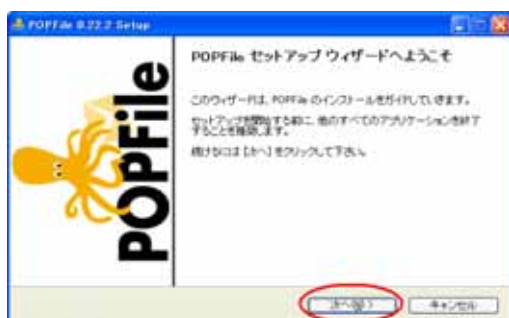 POPFile 0.22.2 Setup
POPFile
POPFile セットアップ ウィザードへようこそ
このウィザードは、POPFile のインストールをガイドしていきます。
セットアップを開始する前に、他のすべてのアプリケーションを終了
することを推奨します。
続けるには [次へ] をクリックして下さい。
次へ(N) >
キャンセル